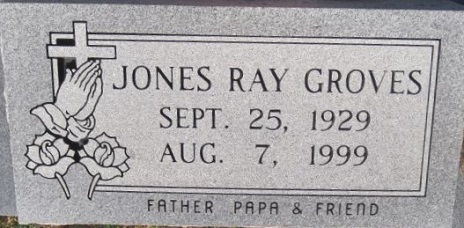 JONES RAY GROVES
SEPT. 25, 1929
AUG. 7, 1999
FATHER PAPA & FRIEND